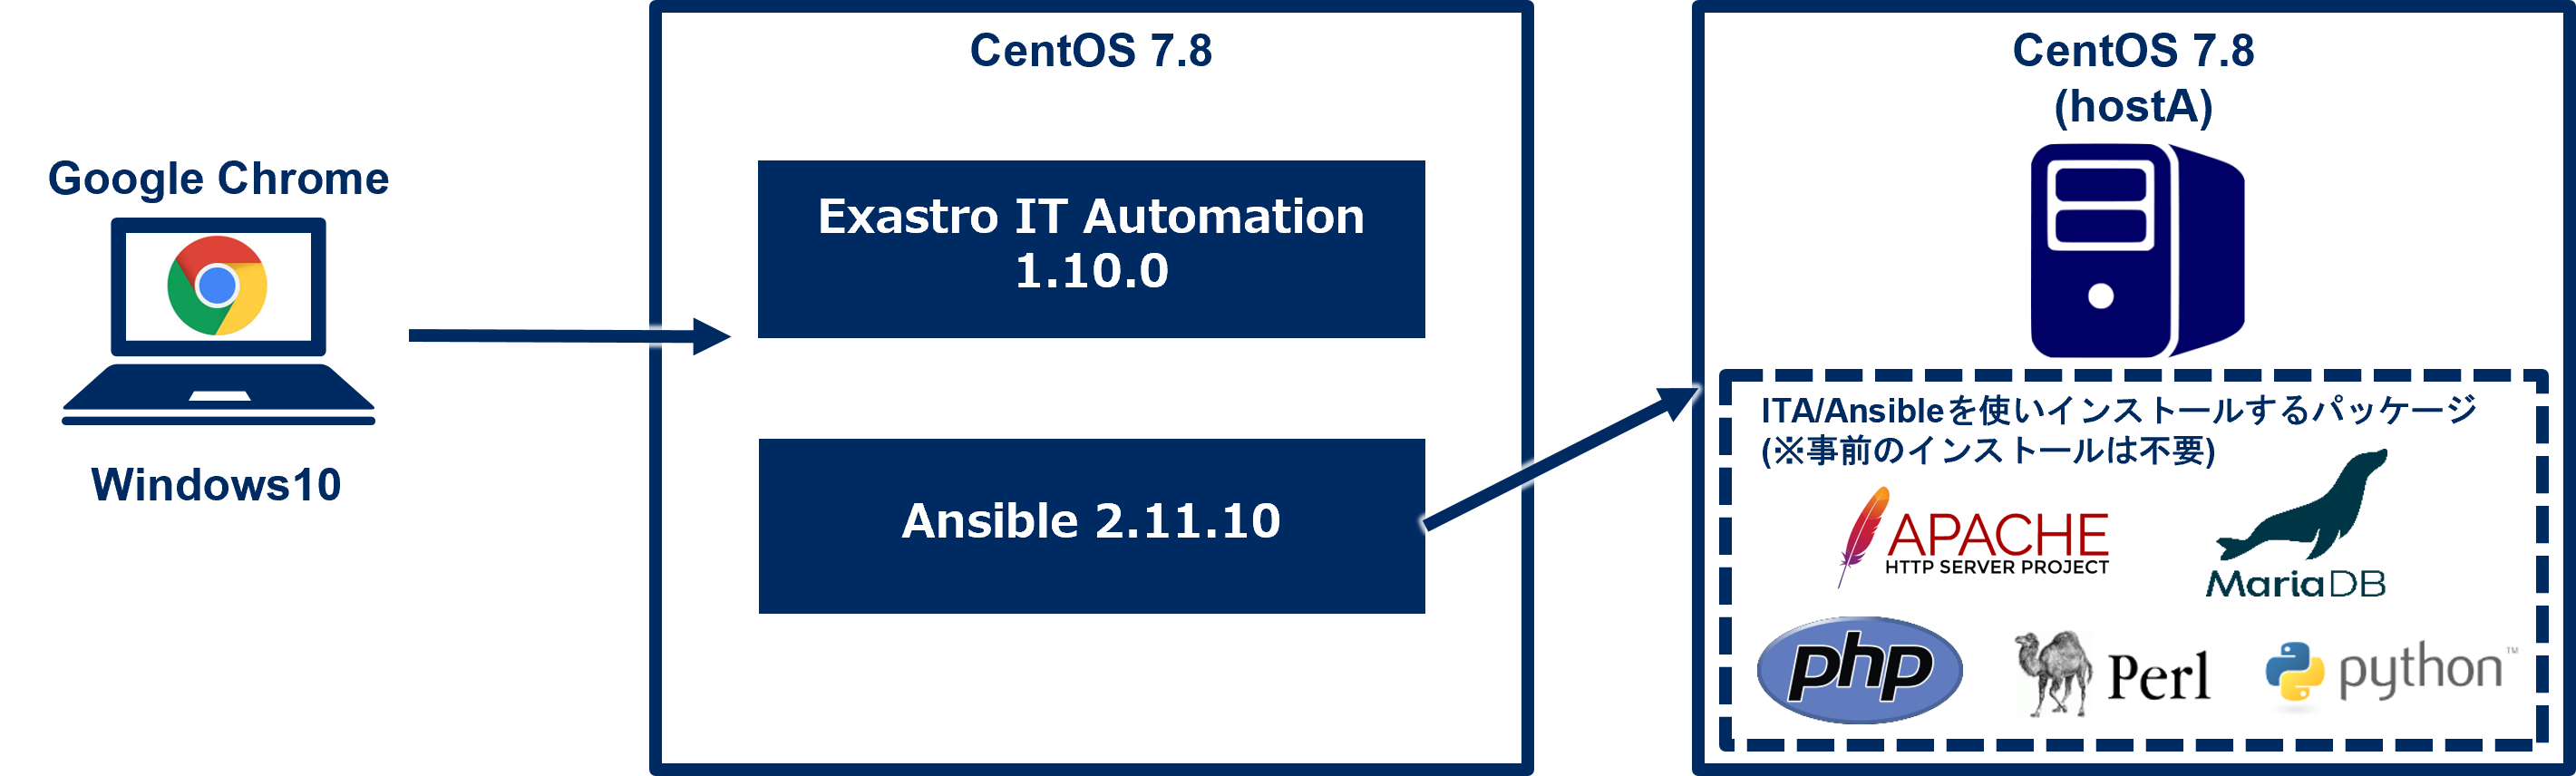 Google Chrome
Windows10
CentOS 7.8
Exastro IT Automation
1.10.0
Ansible 2.11.10
CentOS 7.8
(hostA)
ITA/Ansibleを使いインストールするパッケージ
(※事前のインストールは不要)
APACHE
HTTP SERVER PROJECT
MariaDB
php
Perl
python™